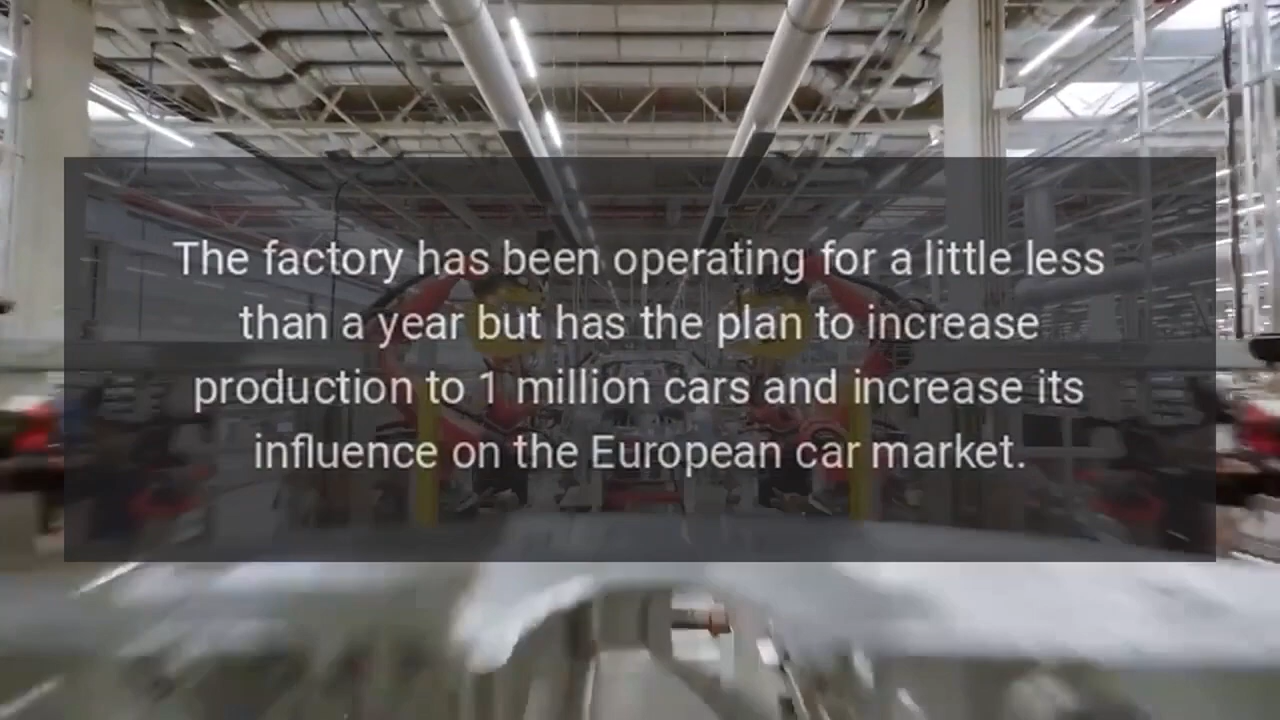 The factory has been operating for a little less
than a year but has the plan to increase
production to 1 million cars and increase its
influence on the European car market.